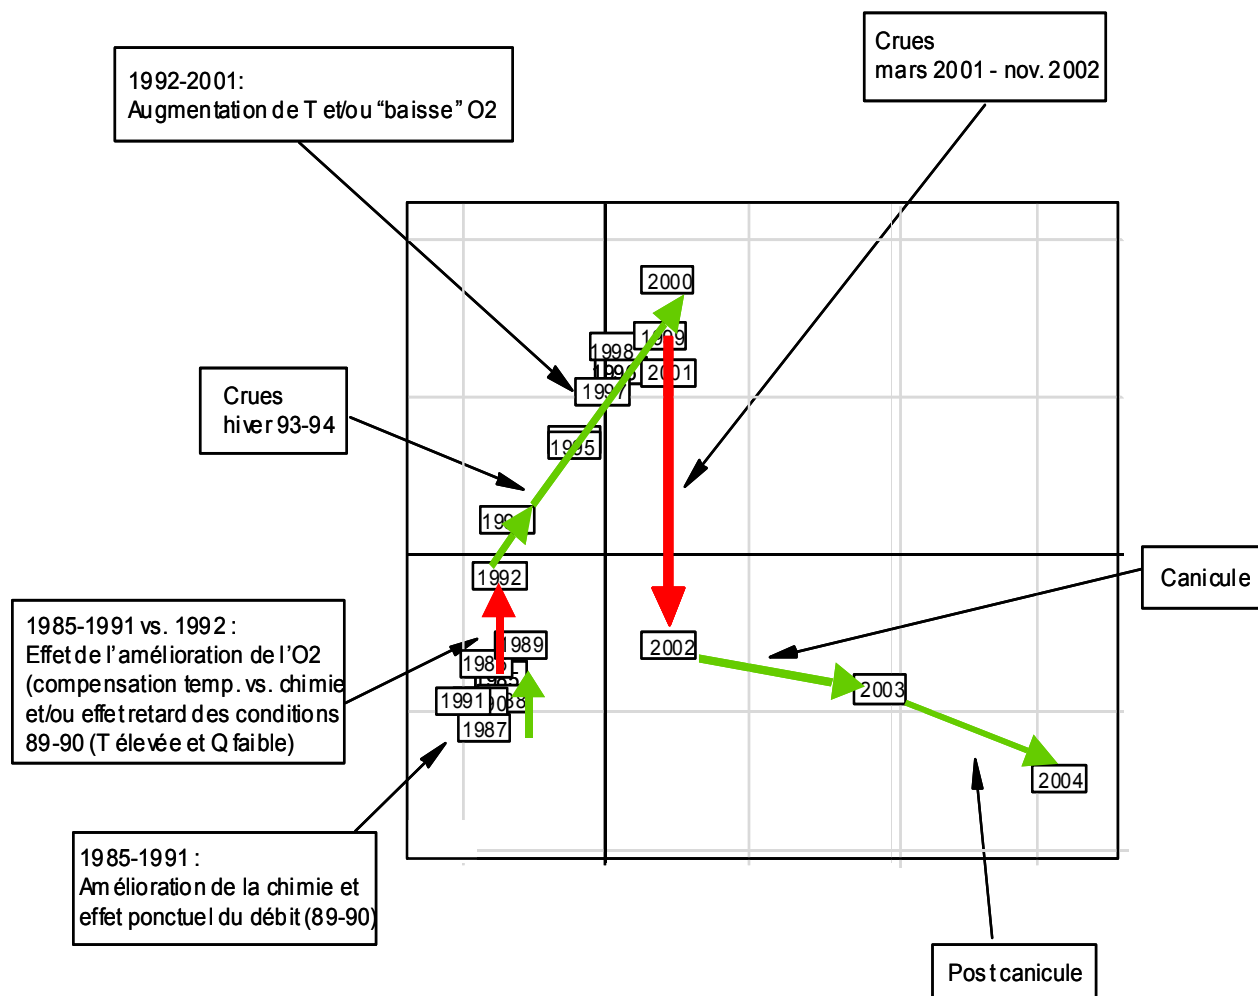 Crues
mars 2001 - nov. 2002
1992-2001:
Augmentation de T et/ou “baisse” O2
2000
1999
1998
2001
1997
Crues
hiver 93-94
1995
1992
Canicule
1985-1991 vs. 1992 :
Effet de l’amélioration de l’O2
(compensation temp. vs. chimie
et/ou effet retard des conditions
89-90 (T élevée et Q faible)
1989
2002
1991
2003
1987
2004
1985-1991 :
Amélioration de la chimie et
effet ponctuel du débit (89-90)
Post canicule